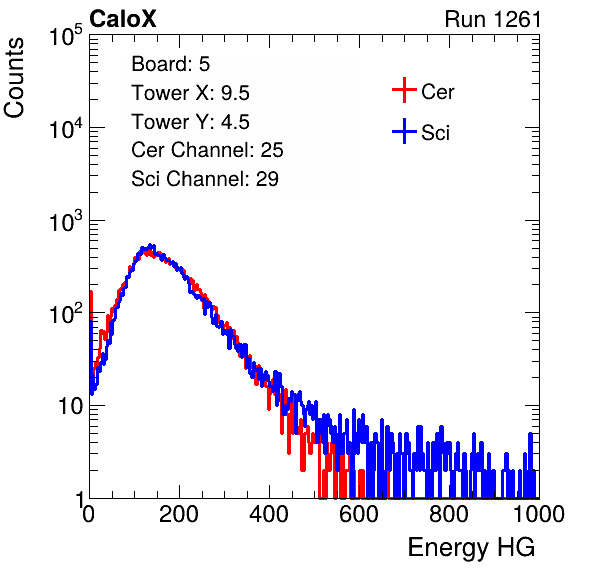 CaloX Run 1261
Counts
Board: 5
Tower X: 9.5
Tower Y: 4.5
Cer Channel: 25
Sci Channel: 29
Cer
Sci
10^5
10^4
10^3
10^2
10
1
0 200 400 600 800 1000
Energy HG